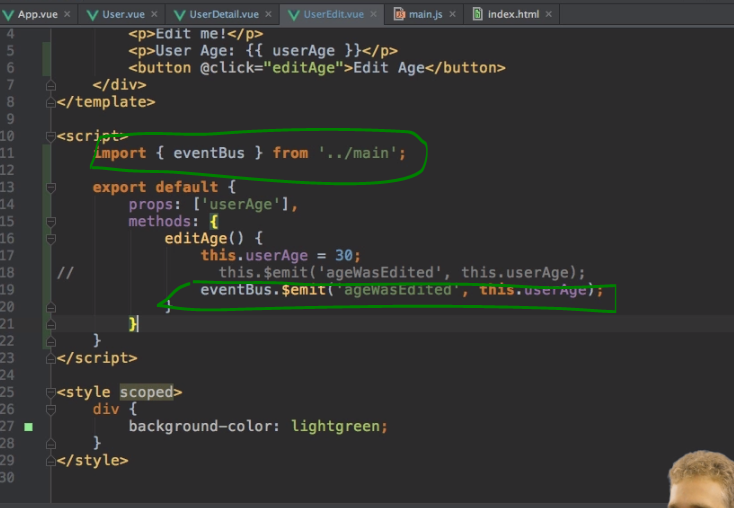 App.vue × User.vue × UserDetail.vue × UserEdit.vue × main.js × index.html ×
4 <p>Edit me!</p>
5 <p>User Age: {{ userAge }}</p>
6 <button @click="editAge">Edit Age</button>
7 </div>
8 </template>
9
10 <script>
11 import { eventBus } from '../main';
12
13 export default {
14 props: ['userAge'],
15 methods: {
16 editAge() {
17 this.userAge = 30;
18 // this.$emit('ageWasEdited', this.userAge);
19 eventBus.$emit('ageWasEdited', this.userAge);
20 }
21 }
22 }
23 </script>
24
25 <style scoped>
26 div {
27 background-color: lightgreen;
28 }
29 </style>
30